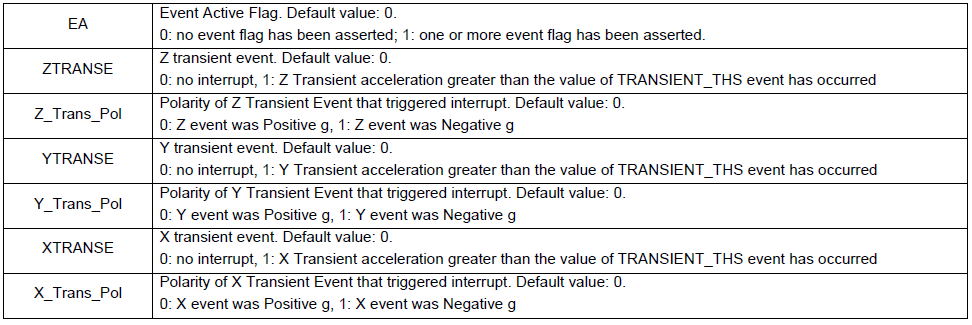 EA
Event Active Flag. Default value: 0.
0: no event flag has been asserted; 1: one or more event flag has been asserted.
ZTRANSE
Z transient event. Default value: 0.
0: no interrupt, 1: Z Transient acceleration greater than the value of TRANSIENT_THS event has occurred
Z_Trans_Pol
Polarity of Z Transient Event that triggered interrupt. Default value: 0.
0: Z event was Positive g, 1: Z event was Negative g
YTRANSE
Y transient event. Default value: 0.
0: no interrupt, 1: Y Transient acceleration greater than the value of TRANSIENT_THS event has occurred
Y_Trans_Pol
Polarity of Y Transient Event that triggered interrupt. Default value: 0.
0: Y event was Positive g, 1: Y event was Negative g
XTRANSE
X transient event. Default value: 0.
0: no interrupt, 1: X Transient acceleration greater than the value of TRANSIENT_THS event has occurred
X_Trans_Pol
Polarity of X Transient Event that triggered interrupt. Default value: 0.
0: X event was Positive g, 1: X event was Negative g